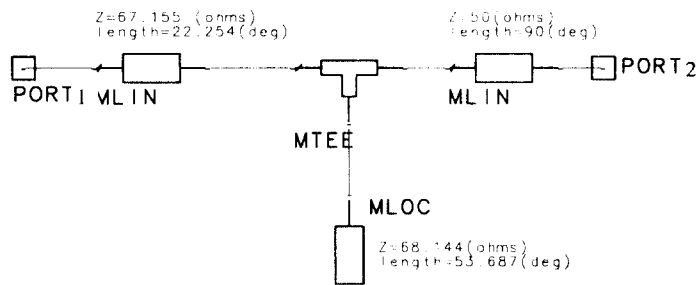 Z=67.155 (ohms)
length=22.254(deg)
Z=50(ohms)
length=90(deg)
PORT1 MLIN
MLIN
PORT2
MTEE
MLOC
Z=68.144(ohms)
length=53.687(deg)